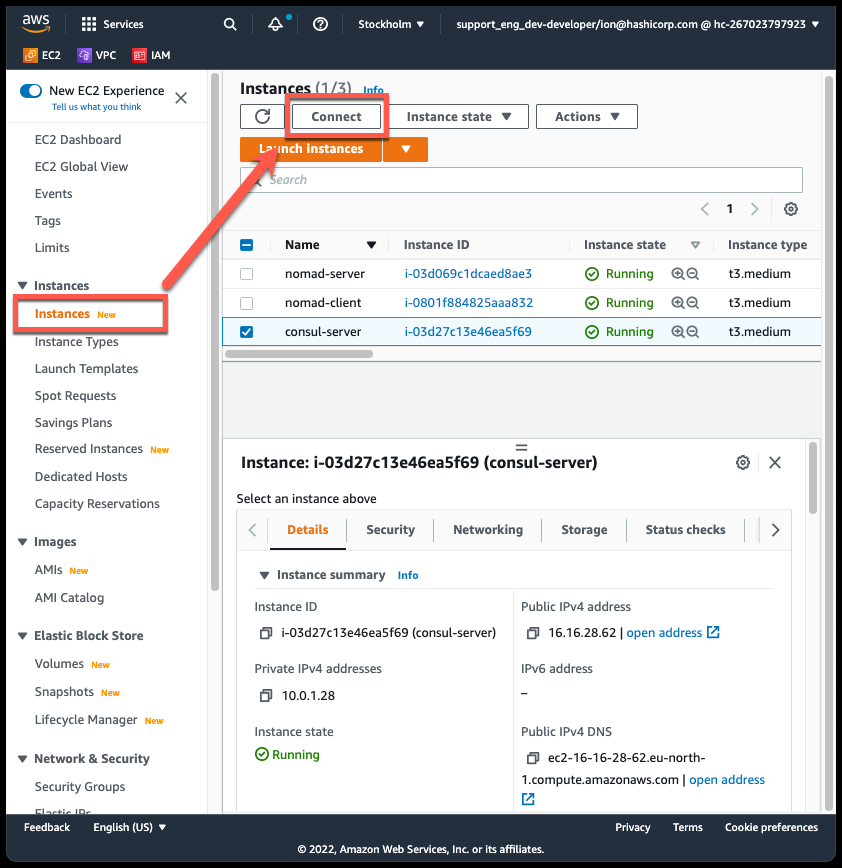 aws Services Stockholm ▼ support_eng_dev-developer/ion@hashicorp.com @ hc-267023797923 ▼
EC2 VPC IAM
New EC2 Experience
Tell us what you think
EC2 Dashboard
EC2 Global View
Events
Tags
Limits
▼ Instances
Instances New
Instance Types
Launch Templates
Spot Requests
Savings Plans
Reserved Instances New
Dedicated Hosts
Capacity Reservations
▼ Images
AMIs New
AMI Catalog
▼ Elastic Block Store
Volumes New
Snapshots New
Lifecycle Manager New
▼ Network & Security
Security Groups
Elastic IPs
Instances (1/3) Info
Connect Instance state ▼ Actions ▼
Launch instances ▼
Search
1
Name ▼ Instance ID Instance state Instance type
nomad-server i-03d069c1dcaed8ae3 Running t3.medium
nomad-client i-0801f884825aaa832 Running t3.medium
consul-server i-03d27c13e46ea5f69 Running t3.medium
Instance: i-03d27c13e46ea5f69 (consul-server)
Select an instance above
Details Security Networking Storage Status checks
▼ Instance summary Info
Instance ID
i-03d27c13e46ea5f69 (consul-server)
Public IPv4 address
16.16.28.62 | open address
Private IPv4 addresses
10.0.1.28
IPv6 address
–
Instance state
Running
Public IPv4 DNS
ec2-16-16-28-62.eu-north-
1.compute.amazonaws.com | open address
Feedback English (US) ▼ Privacy Terms Cookie preferences
© 2022, Amazon Web Services, Inc. or its affiliates.